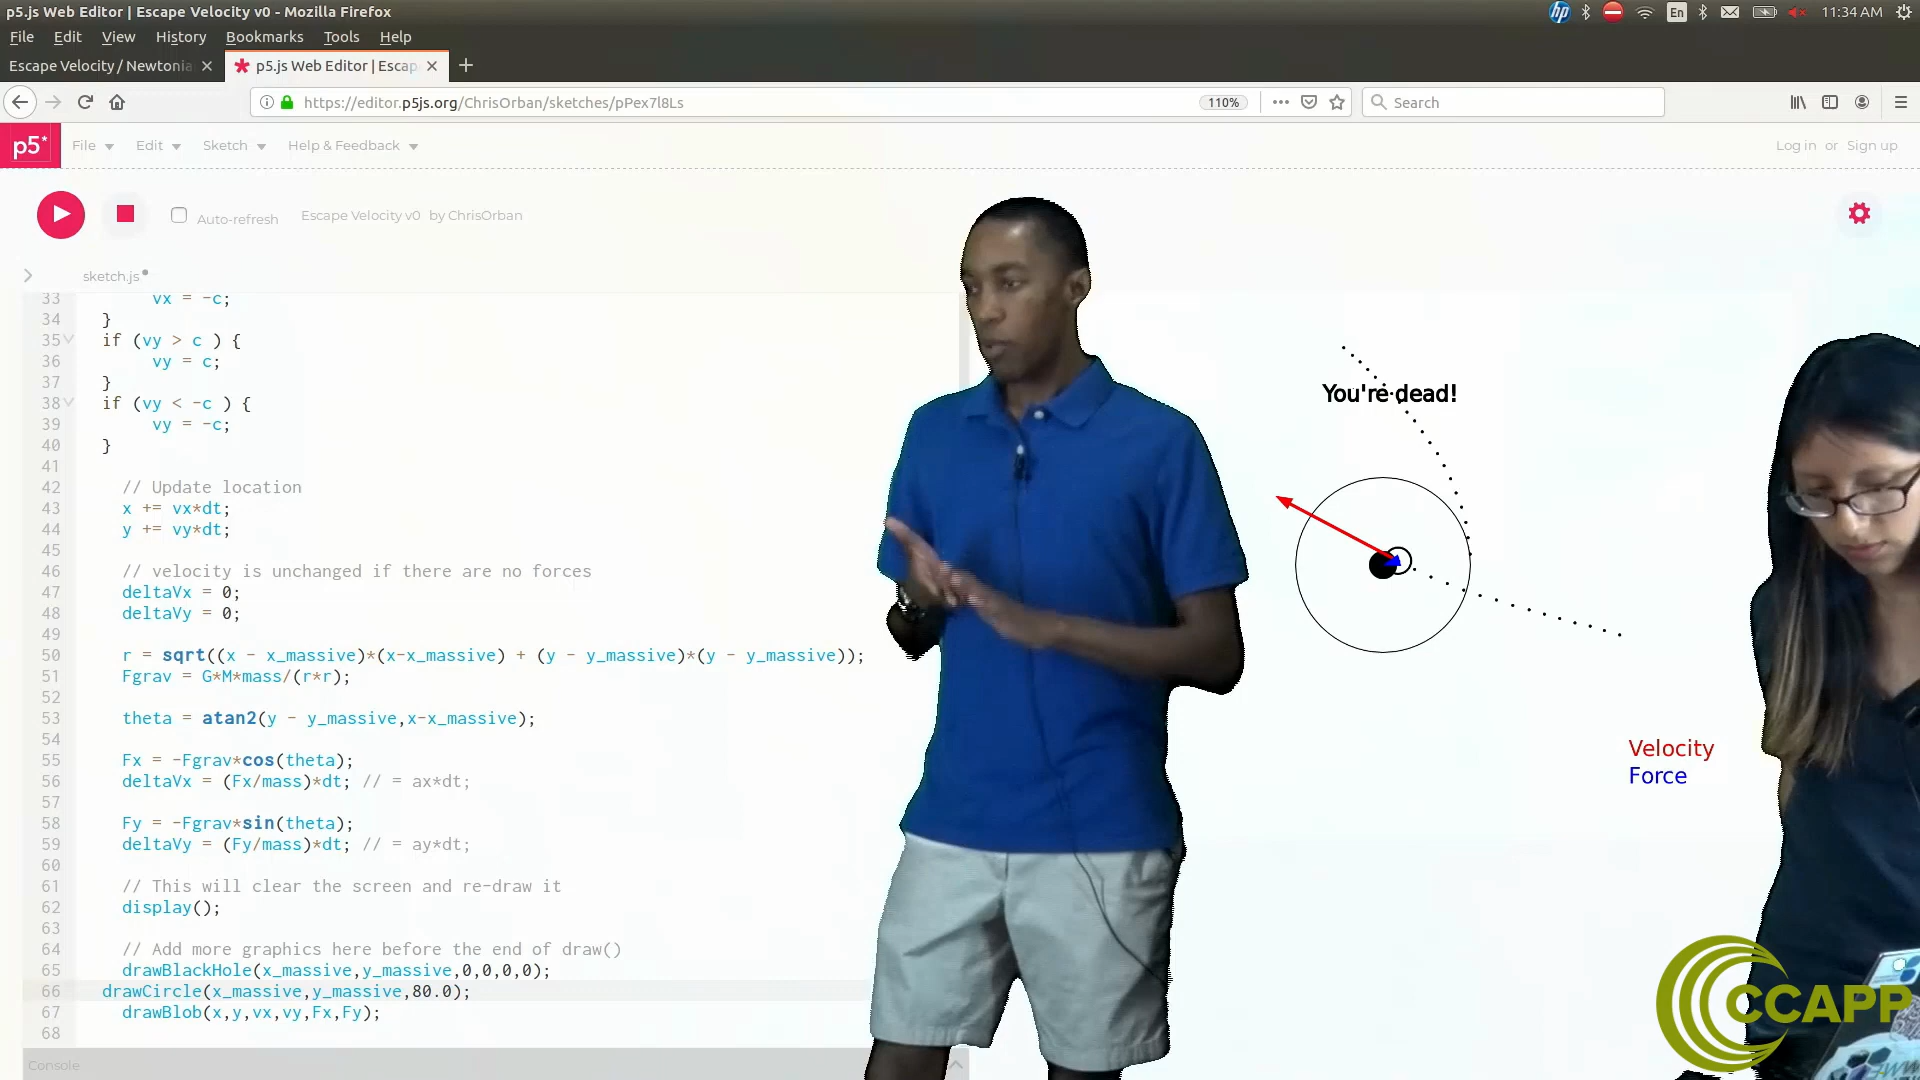 p5.js Web Editor | Escape Velocity v0 - Mozilla Firefox
hp
En
11:34 AM
File Edit View History Bookmarks Tools Help
Escape Velocity / Newtonia
p5.js Web Editor | Escap
https://editor.p5js.org/ChrisOrban/sketches/pPex7l8Ls
110%
Search
p5*
File Edit Sketch Help & Feedback
Log in or Sign up
Auto-refresh
Escape Velocity v0 by ChrisOrban
sketch.js
33 vx = -c;
34 }
35 if (vy > c ) {
36 vy = c;
37 }
38 if (vy < -c ) {
39 vy = -c;
40 }
41
42 // Update location
43 x += vx*dt;
44 y += vy*dt;
45
46 // velocity is unchanged if there are no forces
47 deltaVx = 0;
48 deltaVy = 0;
49
50 r = sqrt((x - x_massive)*(x-x_massive) + (y - y_massive)*(y - y_massive));
51 Fgrav = G*M*mass/(r*r);
52
53 theta = atan2(y - y_massive,x-x_massive);
54
55 Fx = -Fgrav*cos(theta);
56 deltaVx = (Fx/mass)*dt; // = ax*dt;
57
58 Fy = -Fgrav*sin(theta);
59 deltaVy = (Fy/mass)*dt; // = ay*dt;
60
61 // This will clear the screen and re-draw it
62 display();
63
64 // Add more graphics here before the end of draw()
65 drawBlackHole(x_massive,y_massive,0,0,0,0);
66 drawCircle(x_massive,y_massive,80.0);
67 drawBlob(x,y,vx,vy,Fx,Fy);
68
Console
You're dead!
Velocity
Force
CCAPP